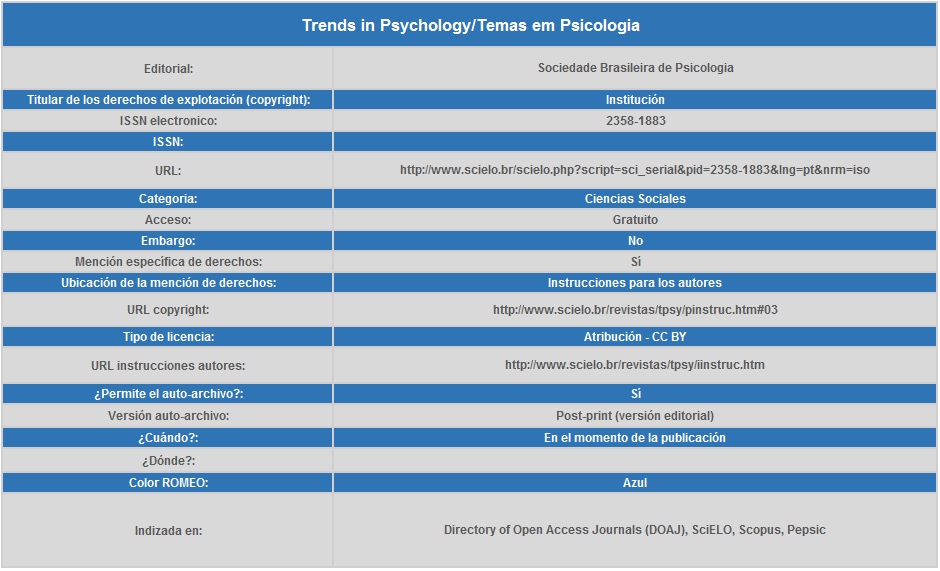 Trends in Psychology/Temas em Psicologia
Editorial: Sociedade Brasileira de Psicologia
Titular de los derechos de explotación (copyright): Institución
ISSN electronico: 2358-1883
ISSN:
URL: http://www.scielo.br/scielo.php?script=sci_serial&pid=2358-1883&lng=pt&nrm=iso
Categoria: Ciencias Sociales
Acceso: Gratuito
Embargo: No
Mención específica de derechos: Sì
Ubicación de la mención de derechos: Instrucciones para los autores
URL copyright: http://www.scielo.br/revistas/tpsy/pinstruc.htm#03
Tipo de licencia: Atribución - CC BY
URL instrucciones autores: http://www.scielo.br/revistas/tpsy/iinstruc.htm
¿Permite el auto-archivo?: Sì
Versión auto-archivo: Post-print (versión editorial)
¿Cuándo?: En el momento de la publicación
¿Dónde?:
Color ROMEO: Azul
Indizada en: Directory of Open Access Journals (DOAJ), SciELO, Scopus, Pepsic